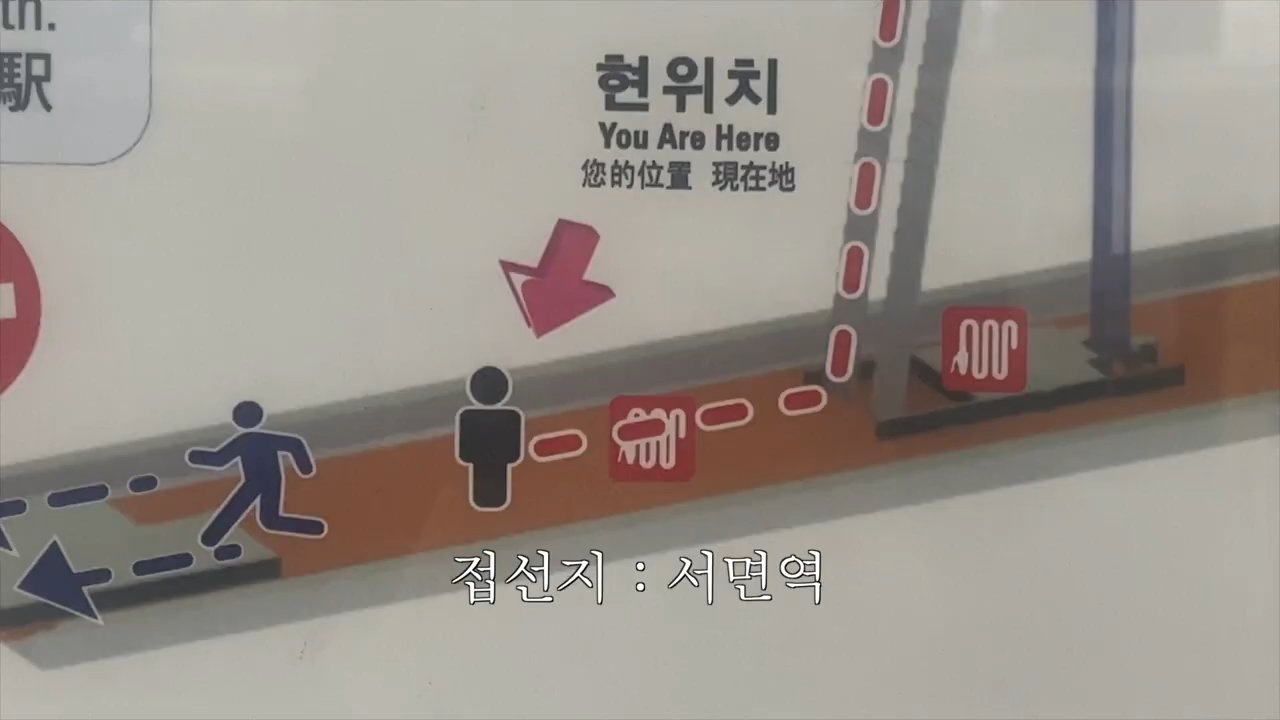 th.
駅
현위치
You Are Here
您的位置 現在地
접선지 : 서면역